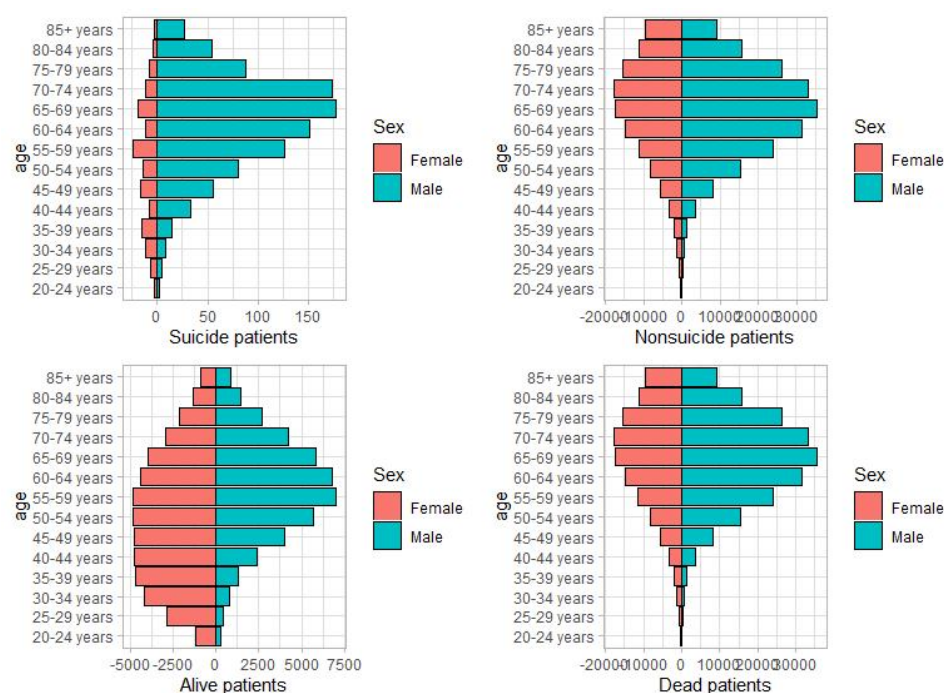 85+ years
80-84 years
75-79 years
70-74 years
65-69 years
60-64 years
55-59 years
50-54 years
45-49 years
40-44 years
35-39 years
30-34 years
25-29 years
20-24 years
age
0 50 100 150
Suicide patients
Sex
Female
Male
85+ years
80-84 years
75-79 years
70-74 years
65-69 years
60-64 years
55-59 years
50-54 years
45-49 years
40-44 years
35-39 years
30-34 years
25-29 years
20-24 years
age
-20000 -10000 0 10000 20000 30000
Nonsuicide patients
Sex
Female
Male
85+ years
80-84 years
75-79 years
70-74 years
65-69 years
60-64 years
55-59 years
50-54 years
45-49 years
40-44 years
35-39 years
30-34 years
25-29 years
20-24 years
age
-5000 -2500 0 2500 5000 7500
Alive patients
Sex
Female
Male
85+ years
80-84 years
75-79 years
70-74 years
65-69 years
60-64 years
55-59 years
50-54 years
45-49 years
40-44 years
35-39 years
30-34 years
25-29 years
20-24 years
age
-20000 -10000 0 10000 20000 30000
Dead patients
Sex
Female
Male